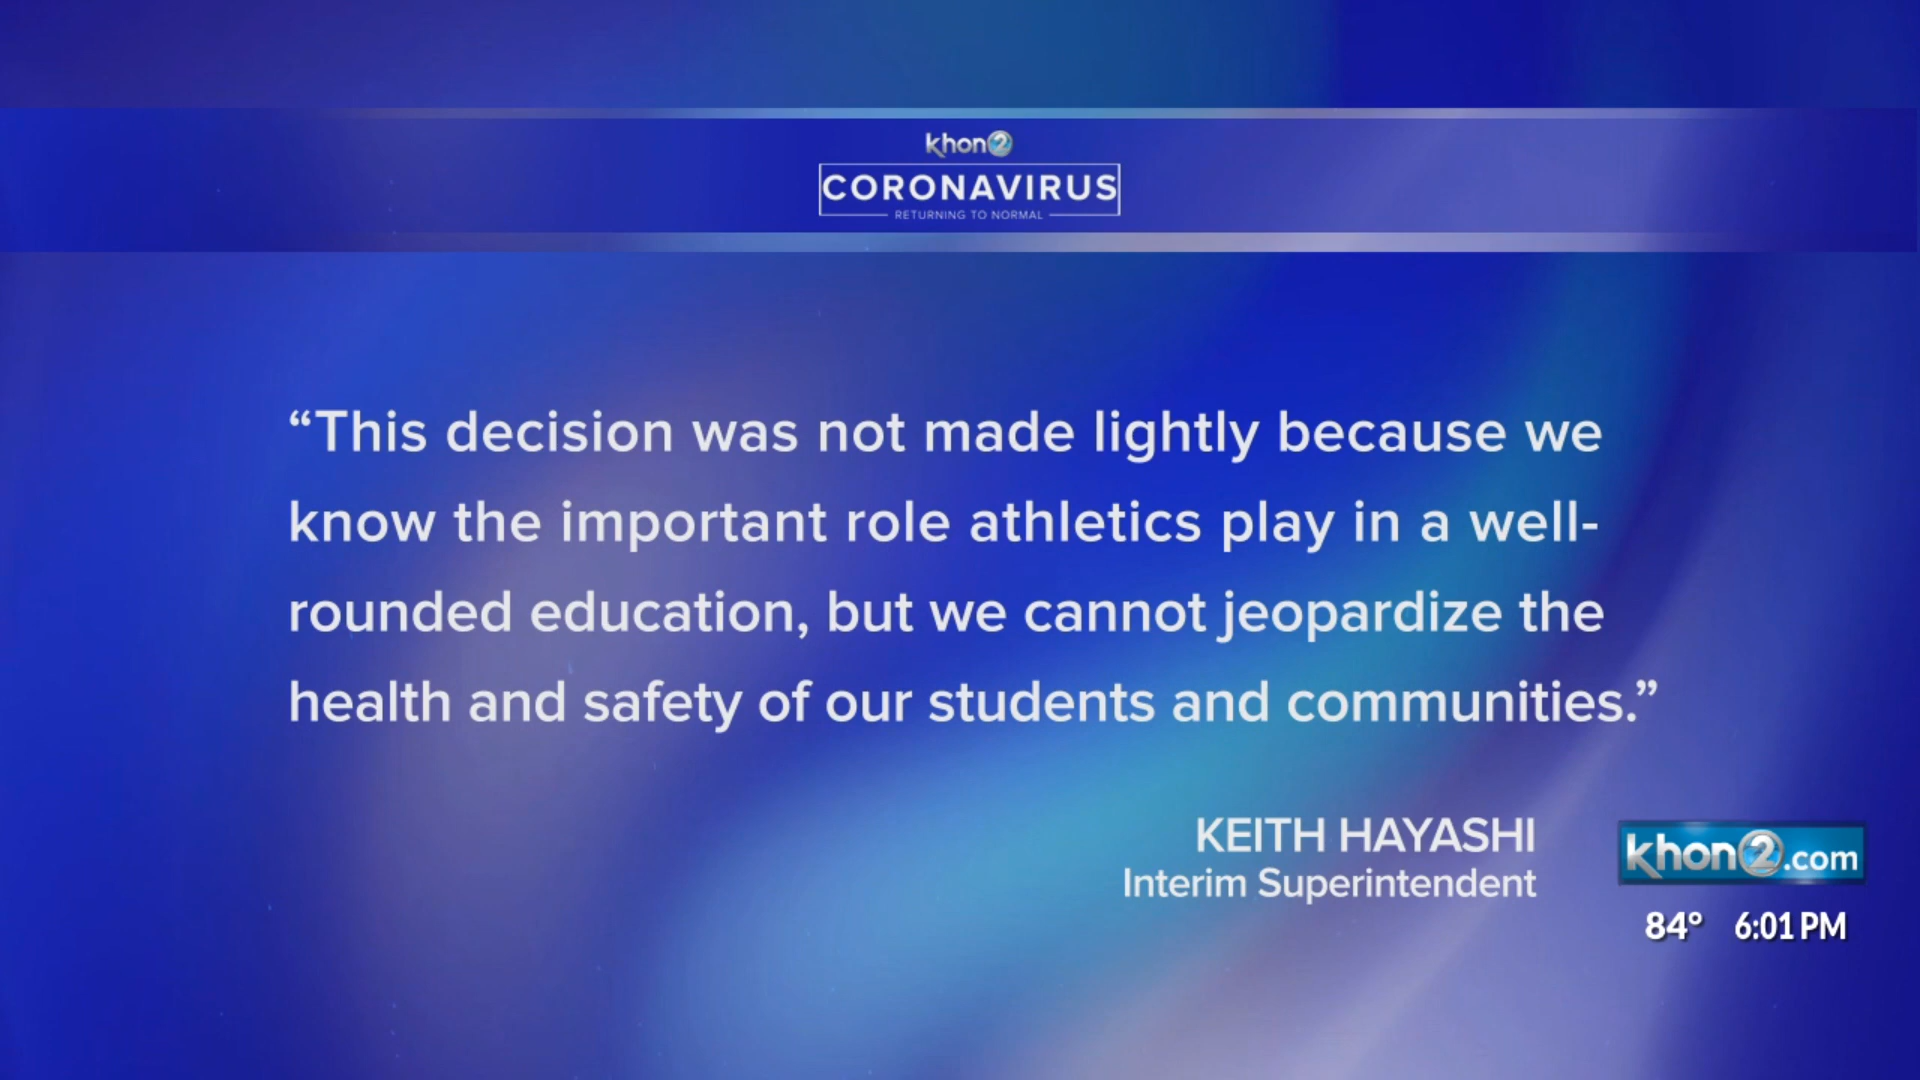 khon2
CORONAVIRUS
RETURNING TO NORMAL
“This decision was not made lightly because we
know the important role athletics play in a well-
rounded education, but we cannot jeopardize the
health and safety of our students and communities.”
KEITH HAYASHI
Interim Superintendent
khon2.com
84° 6:01 PM